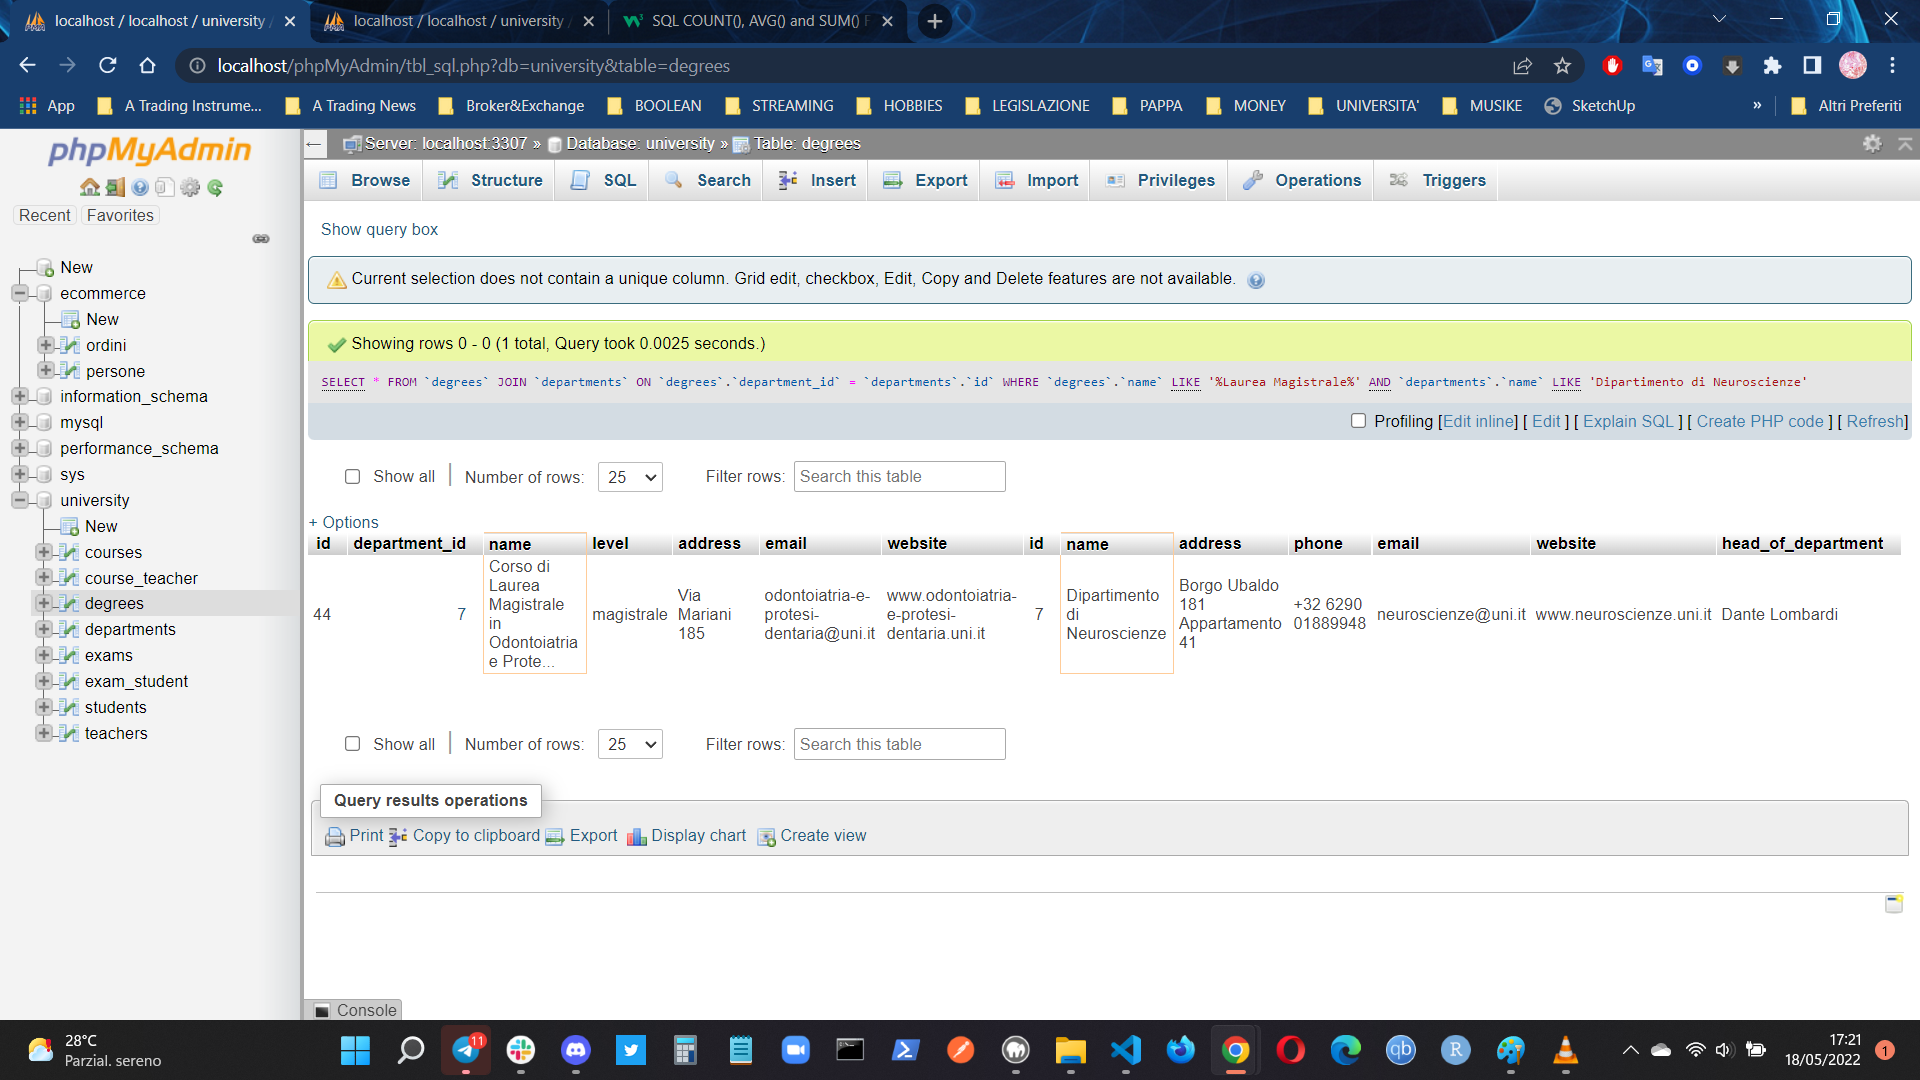 localhost / localhost / university /
localhost / localhost / university /
SQL COUNT(), AVG() and SUM() F
localhost/phpMyAdmin/tbl_sql.php?db=university&table=degrees
App
A Trading Instrume...
A Trading News
Broker&Exchange
BOOLEAN
STREAMING
HOBBIES
LEGISLAZIONE
PAPPA
MONEY
UNIVERSITA'
MUSIKE
SketchUp
»
Altri Preferiti
phpMyAdmin
Recent
Favorites
New
ecommerce
New
ordini
persone
information_schema
mysql
performance_schema
sys
university
New
courses
course_teacher
degrees
departments
exams
exam_student
students
teachers
Server: localhost:3307 » Database: university » Table: degrees
Browse
Structure
SQL
Search
Insert
Export
Import
Privileges
Operations
Triggers
Show query box
Current selection does not contain a unique column. Grid edit, checkbox, Edit, Copy and Delete features are not available.
Showing rows 0 - 0 (1 total, Query took 0.0025 seconds.)
SELECT * FROM `degrees` JOIN `departments` ON `degrees`.`department_id` = `departments`.`id` WHERE `degrees`.`name` LIKE '%Laurea Magistrale%' AND `departments`.`name` LIKE 'Dipartimento di Neuroscienze'
Profiling [Edit inline] [ Edit ] [ Explain SQL ] [ Create PHP code ] [ Refresh]
Show all | Number of rows: 25 Filter rows: Search this table
+ Options
id department_id name level address email website id name address phone email website head_of_department
44
7
Corso di
Laurea
Magistrale
in
Odontoiatria
e Prote...
magistrale
Via
Mariani
185
odontoiatria-e-
protesi-
dentaria@uni.it
www.odontoiatria-
e-protesi-
dentaria.uni.it
7
Dipartimento
di
Neuroscienze
Borgo Ubaldo
181
Appartamento
41
+32 6290
01889948
neuroscienze@uni.it
www.neuroscienze.uni.it
Dante Lombardi
Show all | Number of rows: 25 Filter rows: Search this table
Query results operations
Print
Copy to clipboard
Export
Display chart
Create view
Console
28°C
Parzial. sereno
11
qb
R
17:21
18/05/2022
1